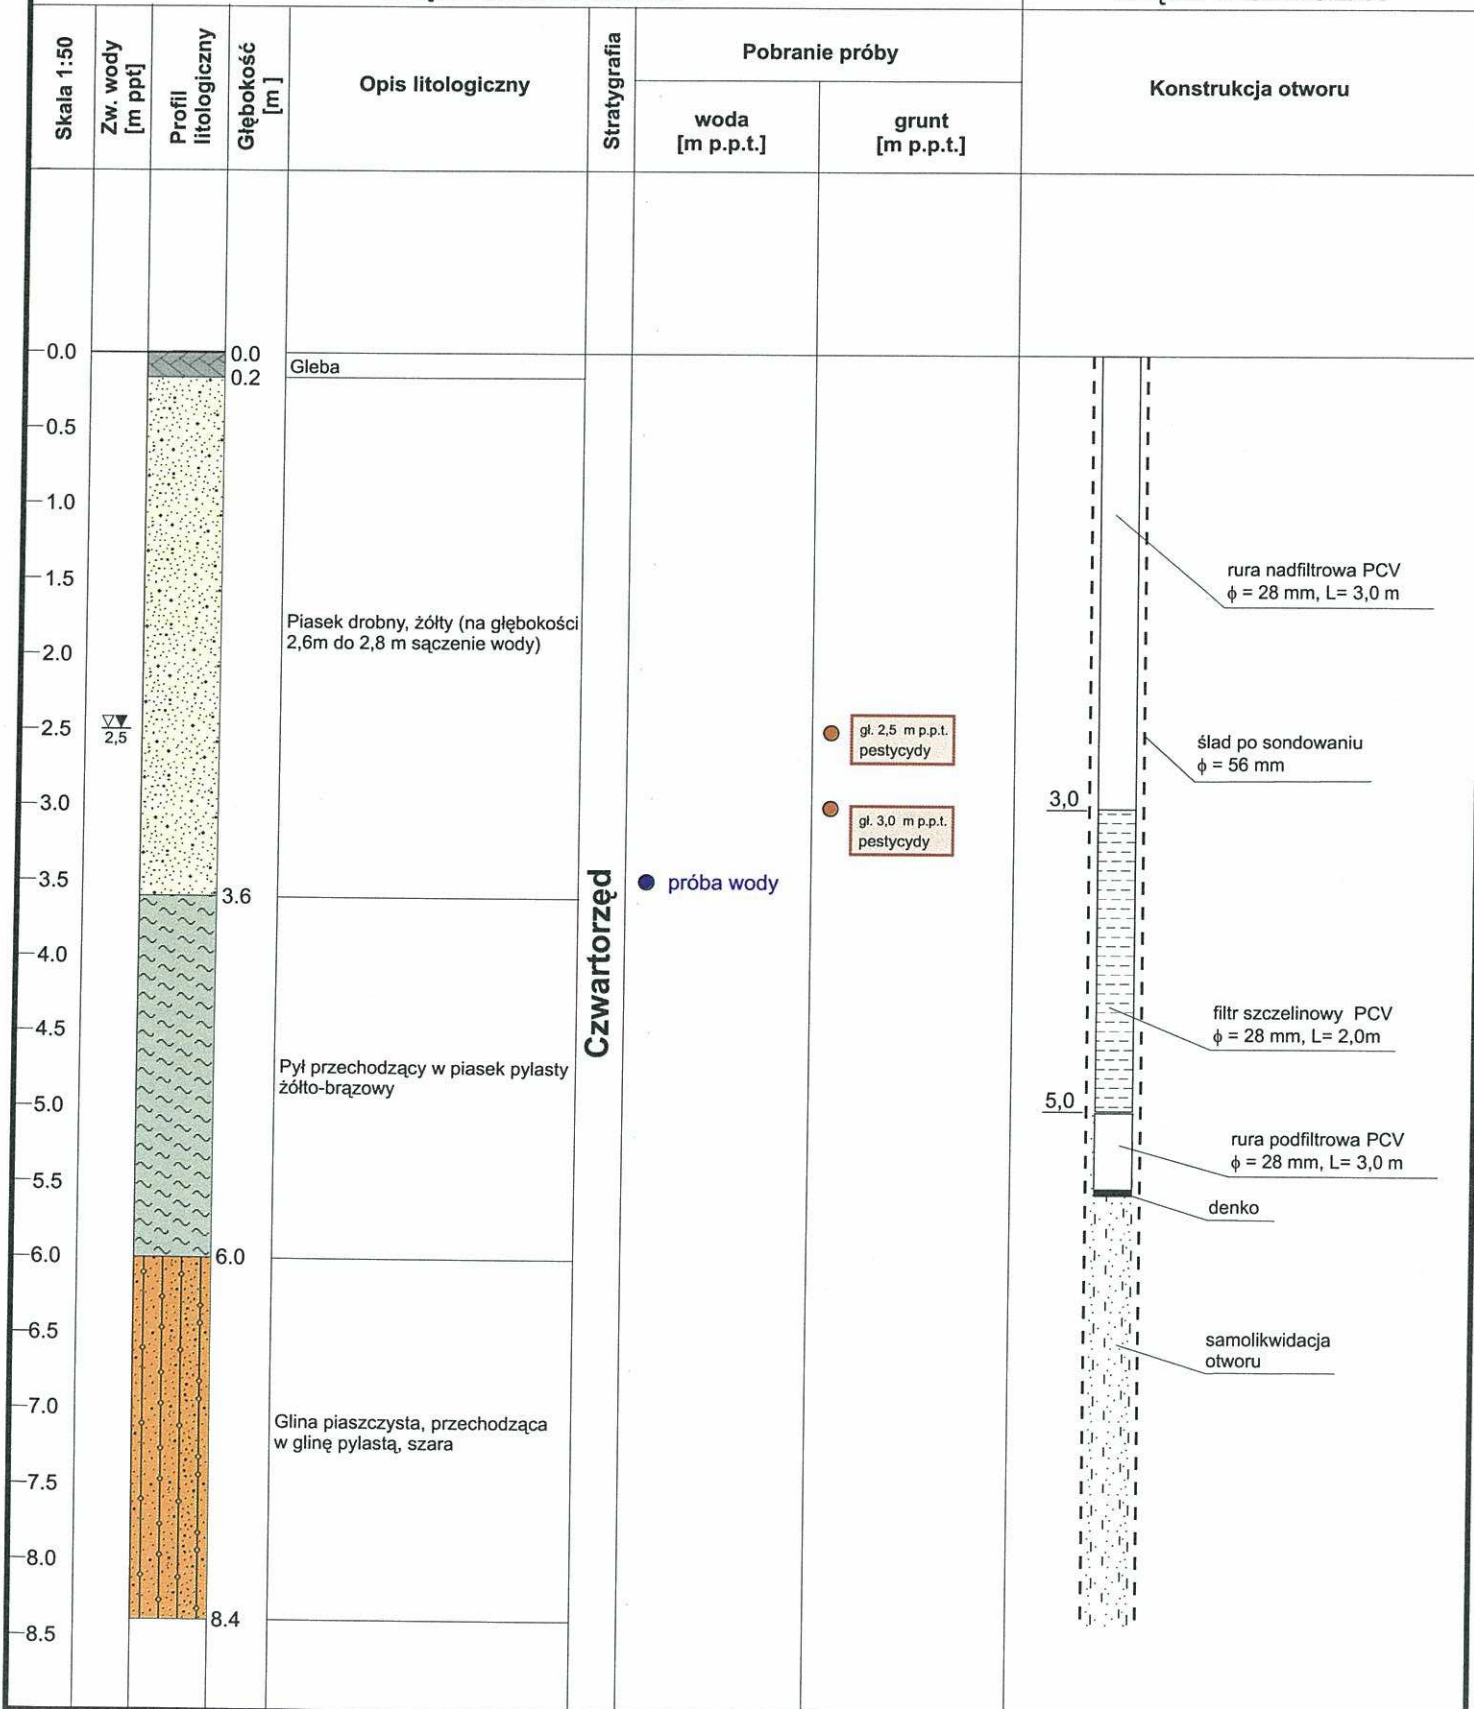 Skala 1:50
Zw. wody
[m ppt]
Profil
litologiczny
Głębokość
[m ]
Opis litologiczny
Stratygrafia
Pobranie próby
woda
[m p.p.t.]
grunt
[m p.p.t.]
Konstrukcja otworu
0.0
0.5
1.0
1.5
2.0
2.5
3.0
3.5
4.0
4.5
5.0
5.5
6.0
6.5
7.0
7.5
8.0
8.5
2,5
0.0
0.2
3.6
6.0
8.4
Gleba
Piasek drobny, żółty (na głębokości
2,6m do 2,8 m sączenie wody)
Pył przechodzący w piasek pylasty
żółto-brązowy
Glina piaszczysta, przechodząca
w glinę pylastą, szara
Czwartorzęd
próba wody
gł. 2,5 m p.p.t.
pestycydy
gł. 3,0 m p.p.t.
pestycydy
3,0
5,0
rura nadfiltrowa PCV
ϕ = 28 mm, L= 3,0 m
ślad po sondowaniu
ϕ = 56 mm
filtr szczelinowy PCV
ϕ = 28 mm, L= 2,0m
rura podfiltrowa PCV
ϕ = 28 mm, L= 3,0 m
denko
samolikwidacja
otworu